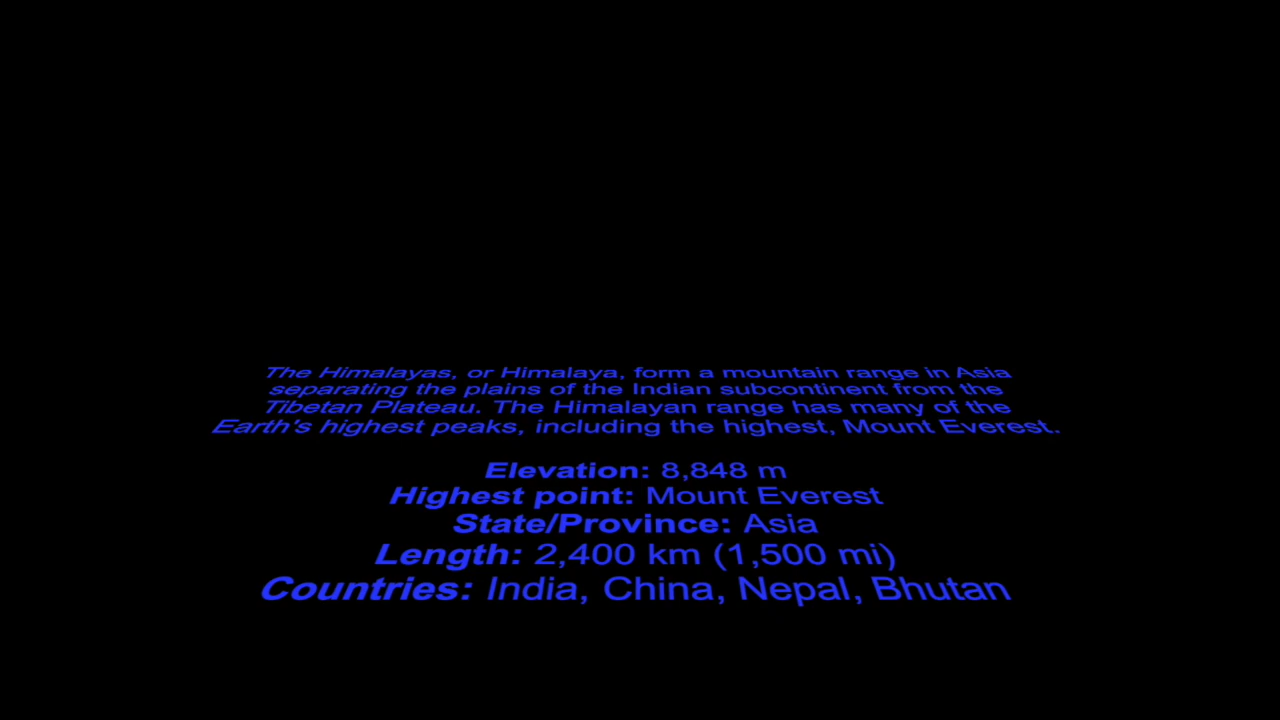 The Himalayas, or Himalaya, form a mountain range in Asia
separating the plains of the Indian subcontinent from the
Tibetan Plateau. The Himalayan range has many of the
Earth's highest peaks, including the highest, Mount Everest.
Elevation: 8,848 m
Highest point: Mount Everest
State/Province: Asia
Length: 2,400 km (1,500 mi)
Countries: India, China, Nepal, Bhutan